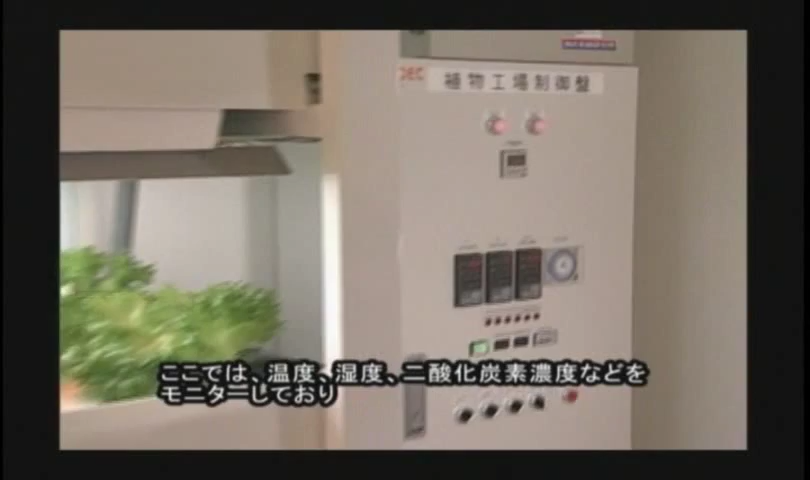 植物工場制御盤
ここでは、温度、湿度、二酸化炭素濃度などを
モニターしており